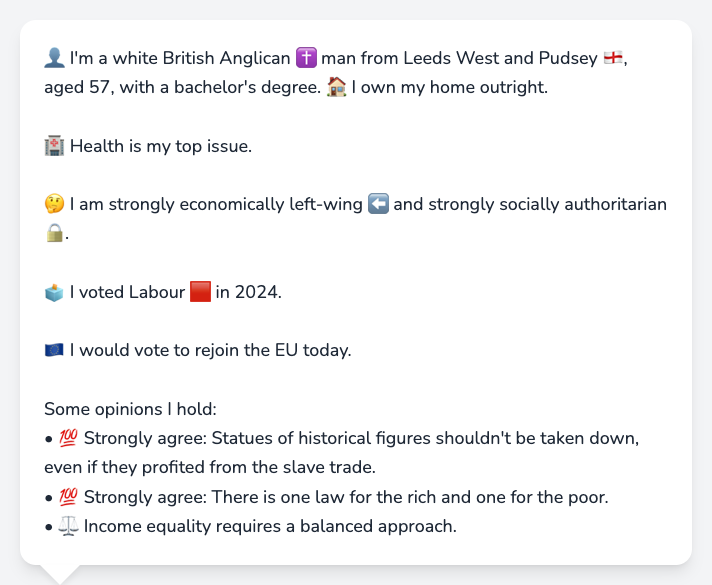 👤 I'm a white British Anglican ✝️ man from Leeds West and Pudsey 🏴󠁧󠁢󠁥󠁮󠁧󠁿,
aged 57, with a bachelor's degree. 🏠 I own my home outright.
🏥 Health is my top issue.
🤔 I am strongly economically left-wing ⬅️ and strongly socially authoritarian
🔒.
🗳️ I voted Labour 🟥 in 2024.
🇪🇺 I would vote to rejoin the EU today.
Some opinions I hold:
• 💯 Strongly agree: Statues of historical figures shouldn't be taken down,
even if they profited from the slave trade.
• 💯 Strongly agree: There is one law for the rich and one for the poor.
• ⚖️ Income equality requires a balanced approach.